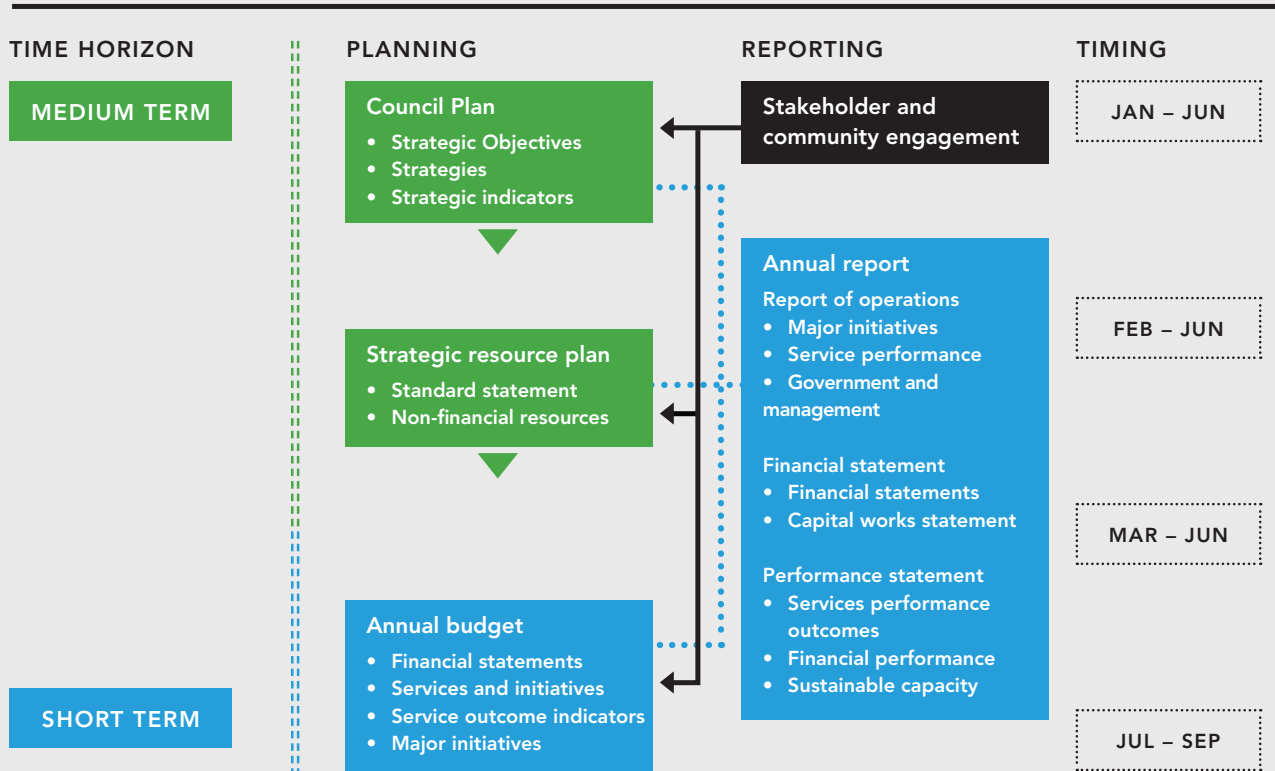 TIME HORIZON
PLANNING
REPORTING
TIMING
MEDIUM TERM
Council Plan
• Strategic Objectives
• Strategies
• Strategic indicators
Stakeholder and
community engagement
JAN – JUN
Strategic resource plan
• Standard statement
• Non-financial resources
Annual report
Report of operations
• Major initiatives
• Service performance
• Government and
management
Financial statement
• Financial statements
• Capital works statement
Performance statement
• Services performance
outcomes
• Financial performance
• Sustainable capacity
FEB – JUN
MAR – JUN
SHORT TERM
Annual budget
• Financial statements
• Services and initiatives
• Service outcome indicators
• Major initiatives
JUL – SEP